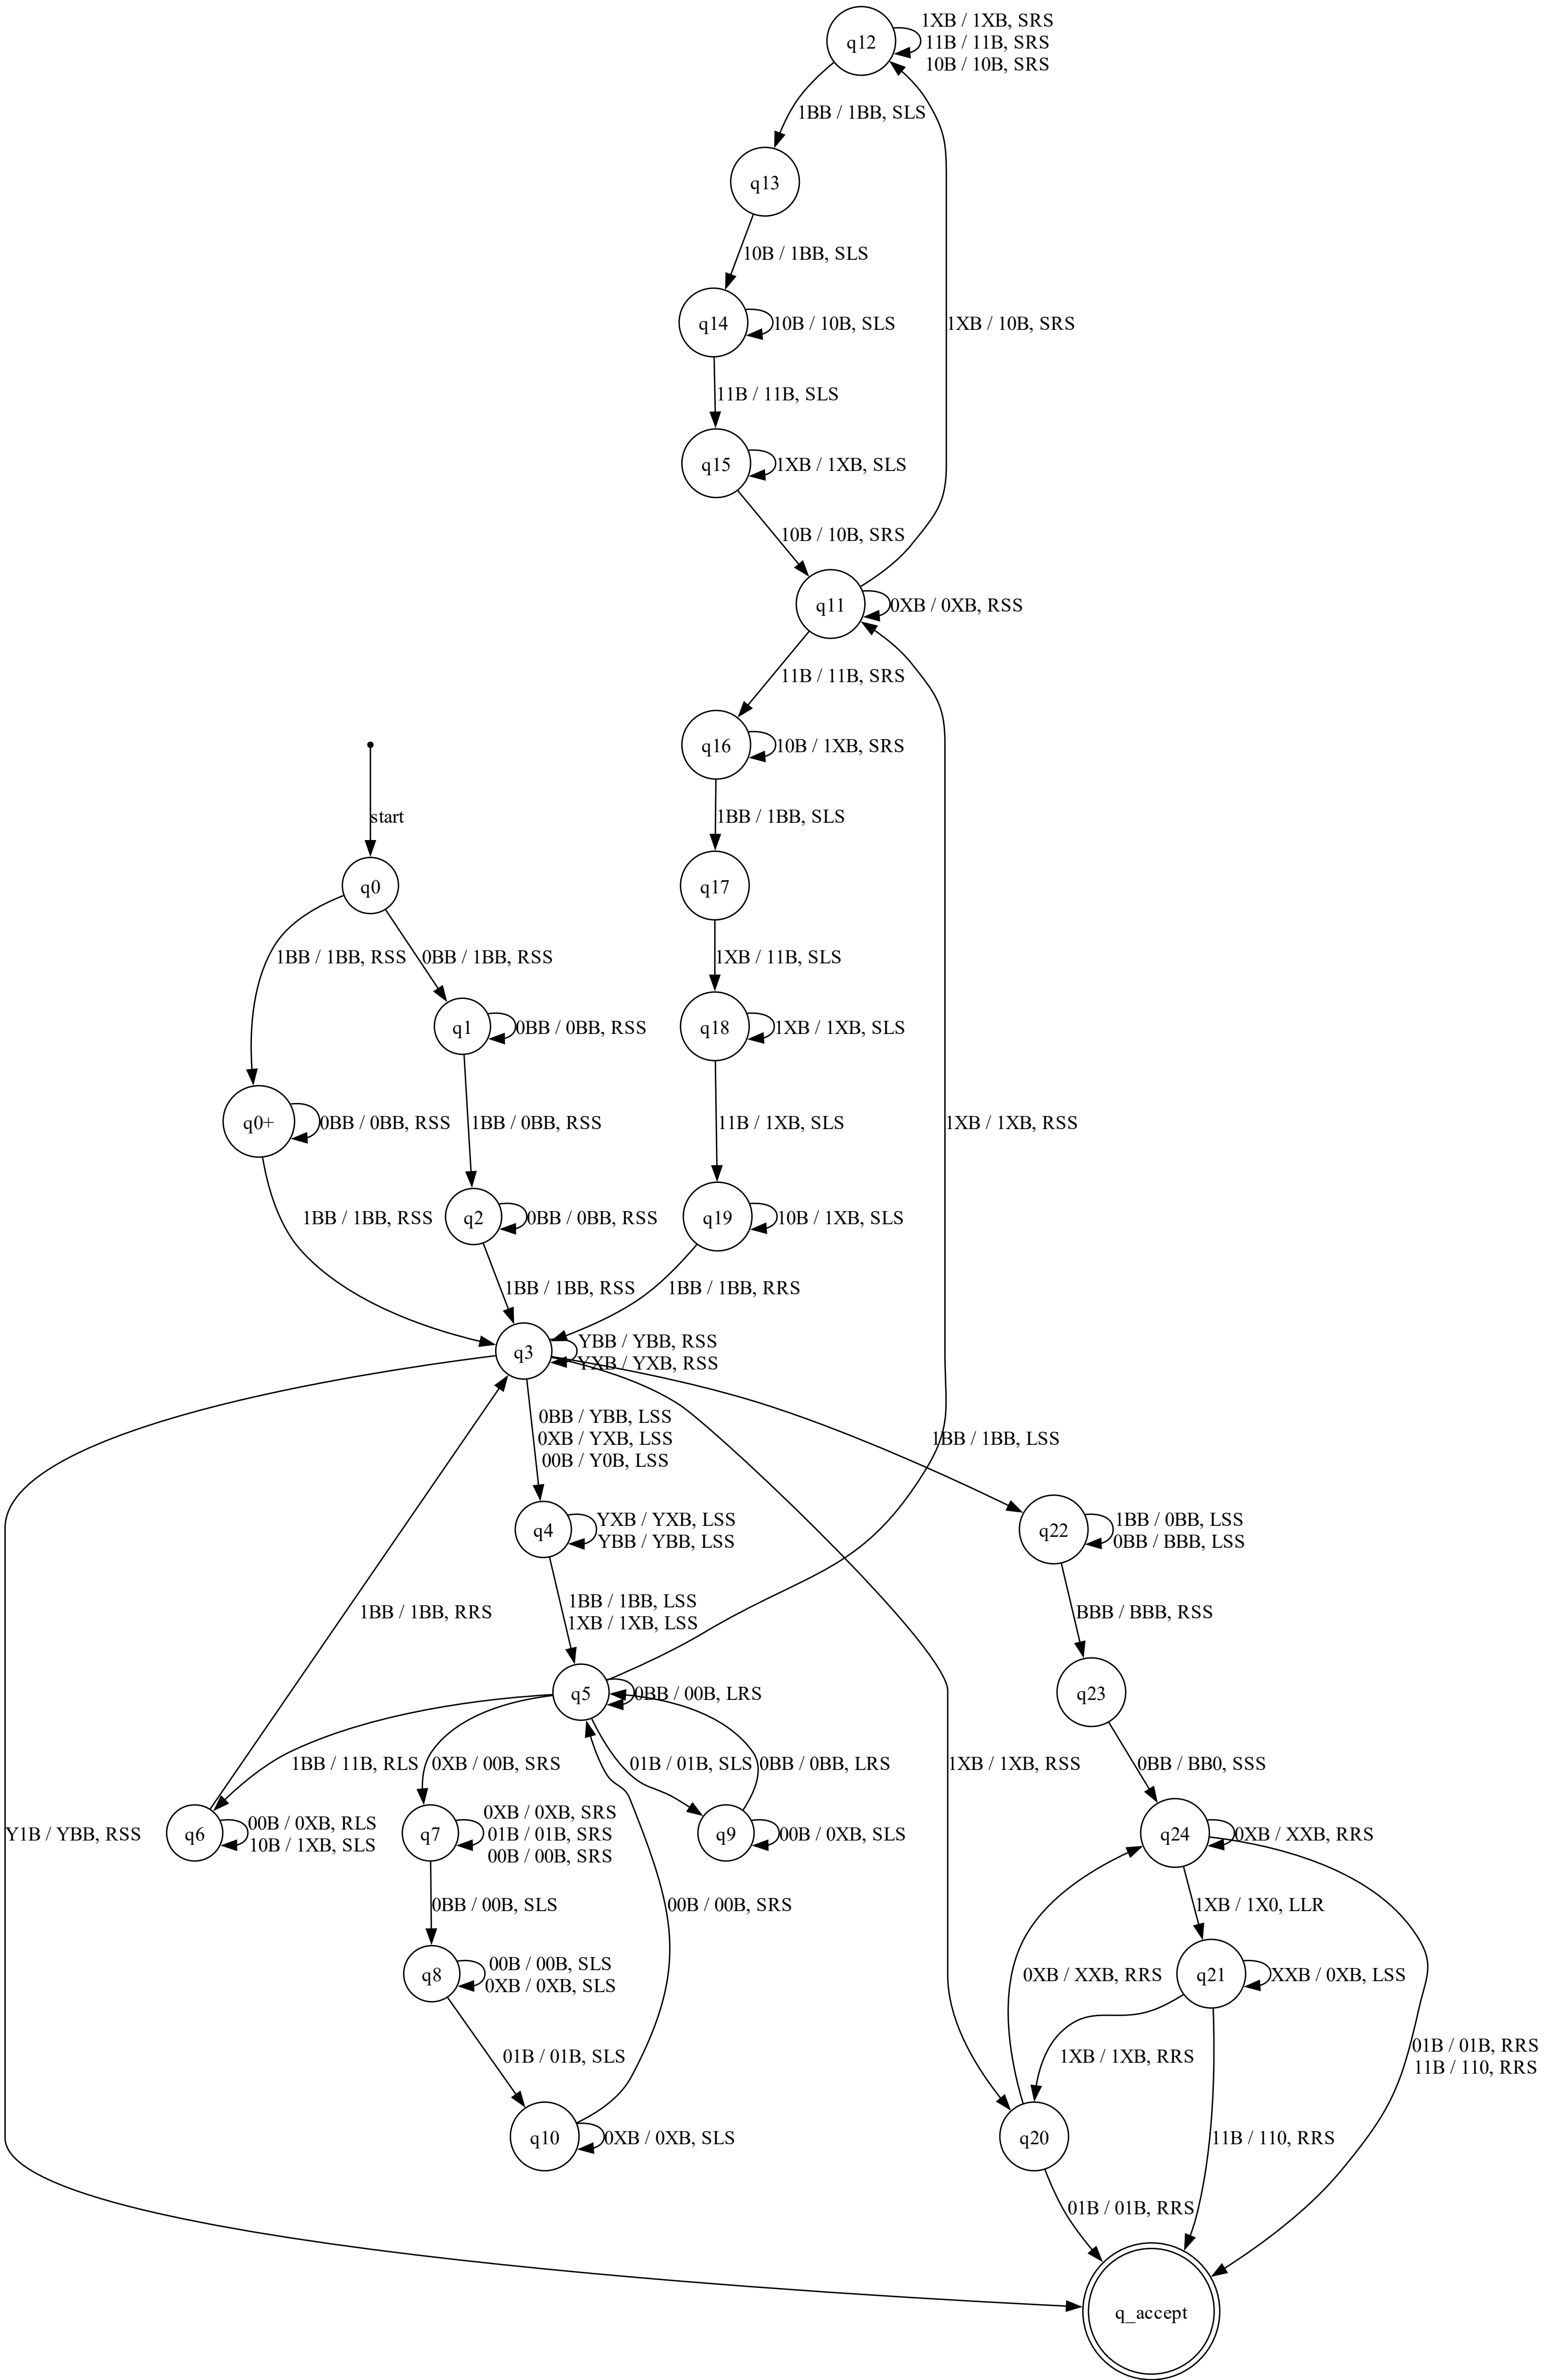 q12
1XB / 1XB, SRS
11B / 11B, SRS
10B / 10B, SRS
1BB / 1BB, SLS
q13
10B / 1BB, SLS
q14
10B / 10B, SLS
1XB / 10B, SRS
11B / 11B, SLS
q15
1XB / 1XB, SLS
10B / 10B, SRS
q11
0XB / 0XB, RSS
11B / 11B, SRS
q16
10B / 1XB, SRS
start
1BB / 1BB, SLS
q0
q17
1BB / 1BB, RSS
0BB / 1BB, RSS
1XB / 11B, SLS
q1
0BB / 0BB, RSS
q18
1XB / 1XB, SLS
q0+
0BB / 0BB, RSS
1BB / 0BB, RSS
11B / 1XB, SLS
1XB / 1XB, RSS
1BB / 1BB, RSS
q2
0BB / 0BB, RSS
q19
10B / 1XB, SLS
1BB / 1BB, RSS
1BB / 1BB, RRS
q3
YBB / YBB, RSS
YXB / YXB, RSS
0BB / YBB, LSS
0XB / YXB, LSS
00B / Y0B, LSS
1BB / 1BB, LSS
q4
YXB / YXB, LSS
YBB / YBB, LSS
q22
1BB / 0BB, LSS
0BB / BBB, LSS
1BB / 1BB, RRS
1BB / 1BB, LSS
1XB / 1XB, LSS
BBB / BBB, RSS
q5
0BB / 00B, LRS
q23
1BB / 11B, RLS
0XB / 00B, SRS
01B / 01B, SLS
0BB / 0BB, LRS
1XB / 1XB, RSS
0BB / BB0, SSS
Y1B / YBB, RSS
q6
00B / 0XB, RLS
10B / 1XB, SLS
q7
0XB / 0XB, SRS
01B / 01B, SRS
00B / 00B, SRS
q9
00B / 0XB, SLS
q24
0XB / XXB, RRS
0BB / 00B, SLS
00B / 00B, SRS
1XB / 1X0, LLR
q8
00B / 00B, SLS
0XB / 0XB, SLS
0XB / XXB, RRS
q21
XXB / 0XB, LSS
01B / 01B, SLS
1XB / 1XB, RRS
01B / 01B, RRS
11B / 110, RRS
q10
0XB / 0XB, SLS
q20
11B / 110, RRS
01B / 01B, RRS
q_accept